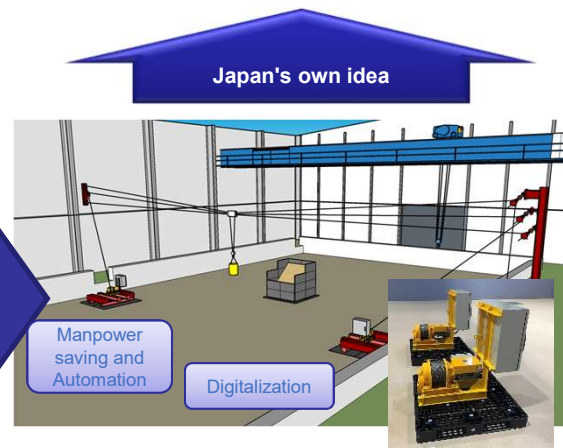 Japan's own idea
Manpower
saving and
Automation
Digitalization